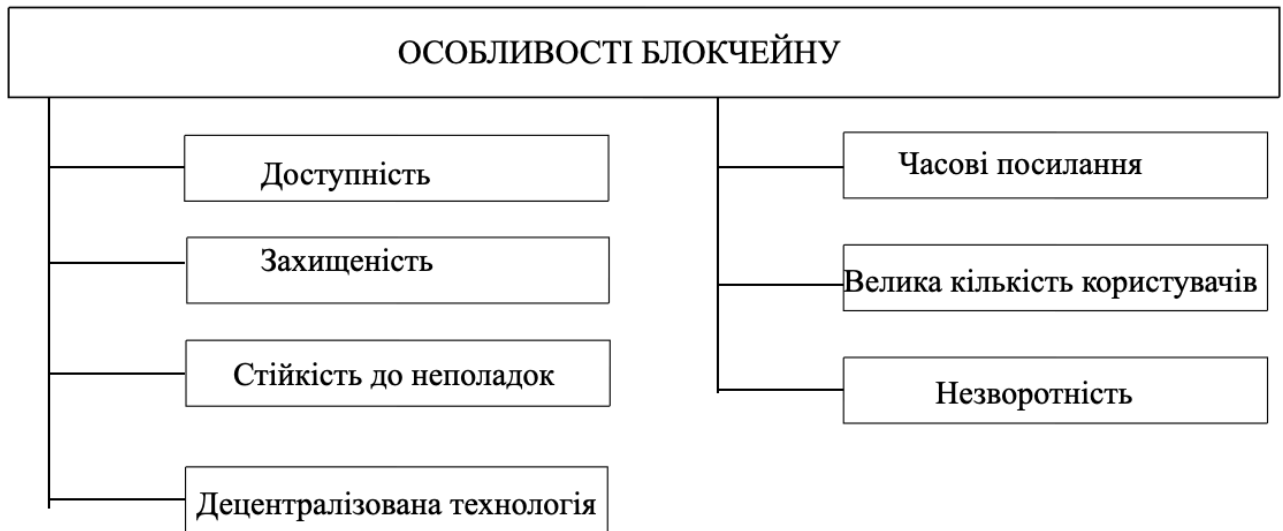 ОСОБЛИВОСТІ БЛОКЧЕЙНУ
Доступність
Захищеність
Стійкість до неполадок
Децентралізована технологія
Часові посилання
Велика кількість користувачів
Незворотність